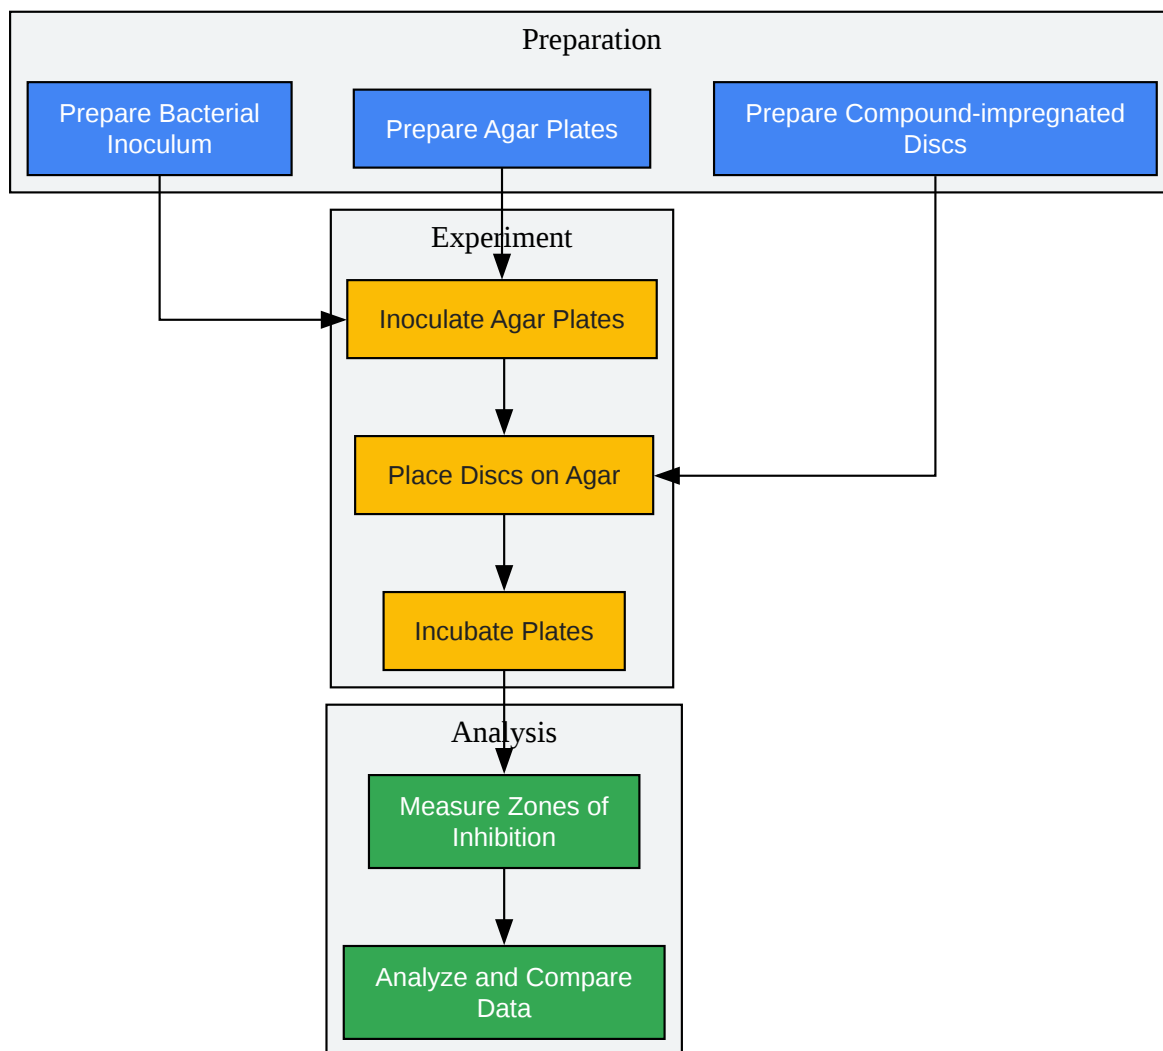 Preparation
Prepare Bacterial
Inoculum
Prepare Agar Plates
Prepare Compound-impregnated
Discs
Experiment
Inoculate Agar Plates
Place Discs on Agar
Incubate Plates
Analysis
Measure Zones of
Inhibition
Analyze and Compare
Data